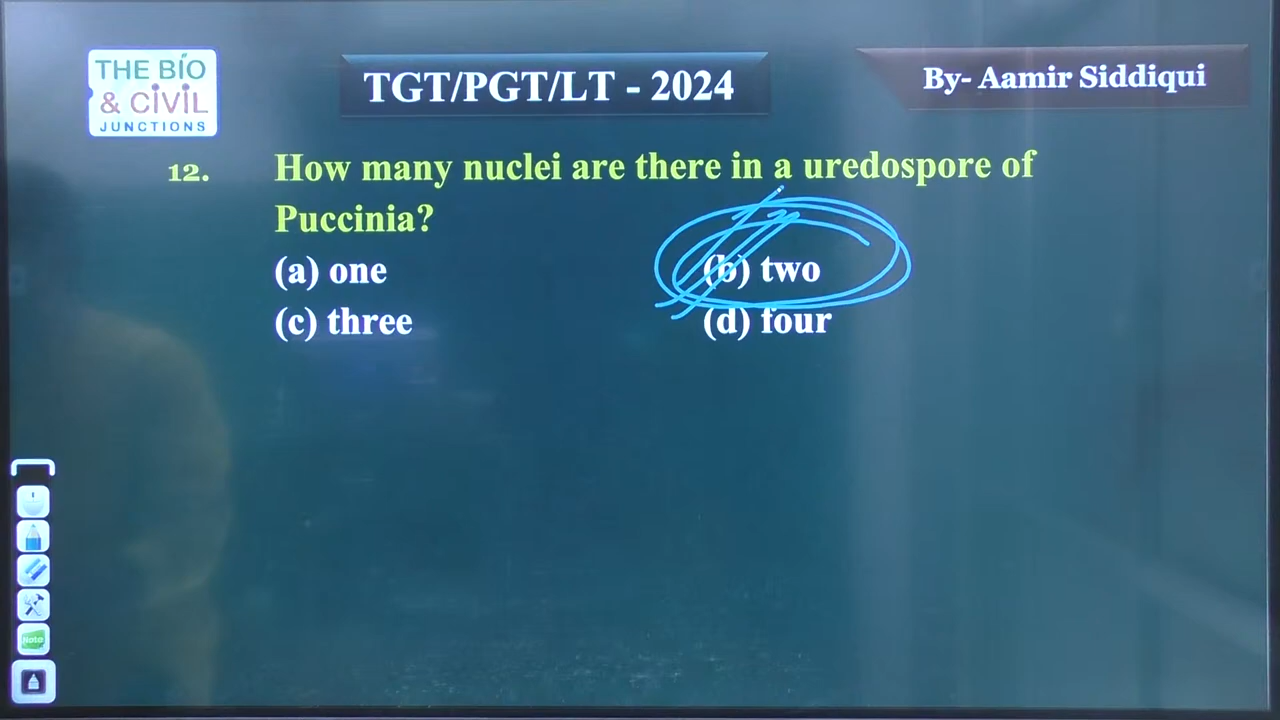 THE BIO
& CIVIL
JUNCTIONS
TGT/PGT/LT - 2024
By- Aamir Siddiqui
12. How many nuclei are there in a uredospore of
Puccinia?
(a) one (b) two
(c) three (d) four
Note